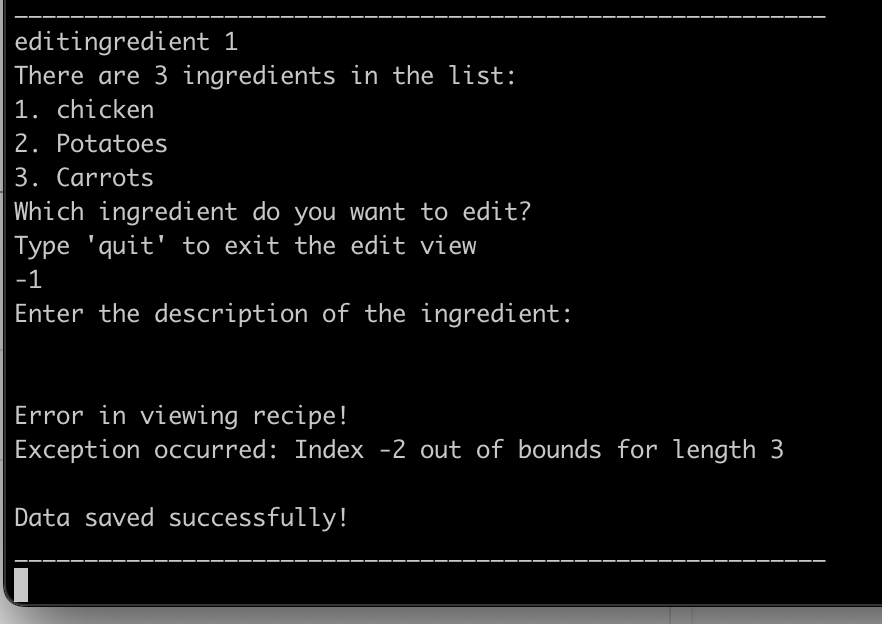 ____________________________________________________________
editingredient 1
There are 3 ingredients in the list:
1. chicken
2. Potatoes
3. Carrots
Which ingredient do you want to edit?
Type 'quit' to exit the edit view
-1
Enter the description of the ingredient:
Error in viewing recipe!
Exception occurred: Index -2 out of bounds for length 3
Data saved successfully!
____________________________________________________________